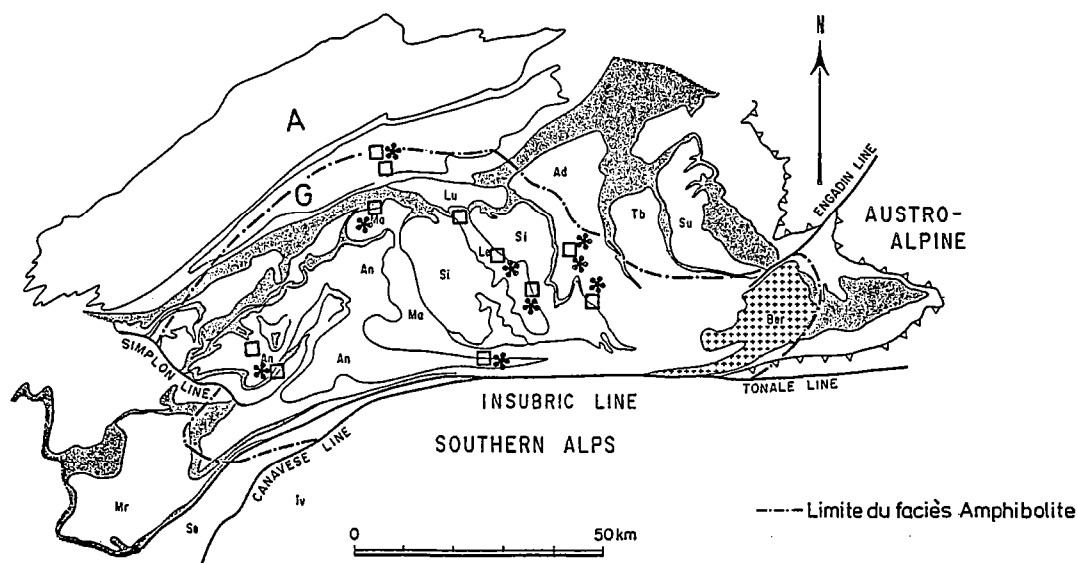 N
A
G
Ad
Lu
Ma
Tb
Su
ENGADIN LINE
AUSTRO-
ALPINE
Le
Si
An
Si
Ma
Ber
SIMPLON LINE
An
An
TONALE LINE
INSUBRIC LINE
SOUTHERN ALPS
CANAVESE LINE
Mr
Se
Iv
Limite du faciès Amphibolite
0 50km